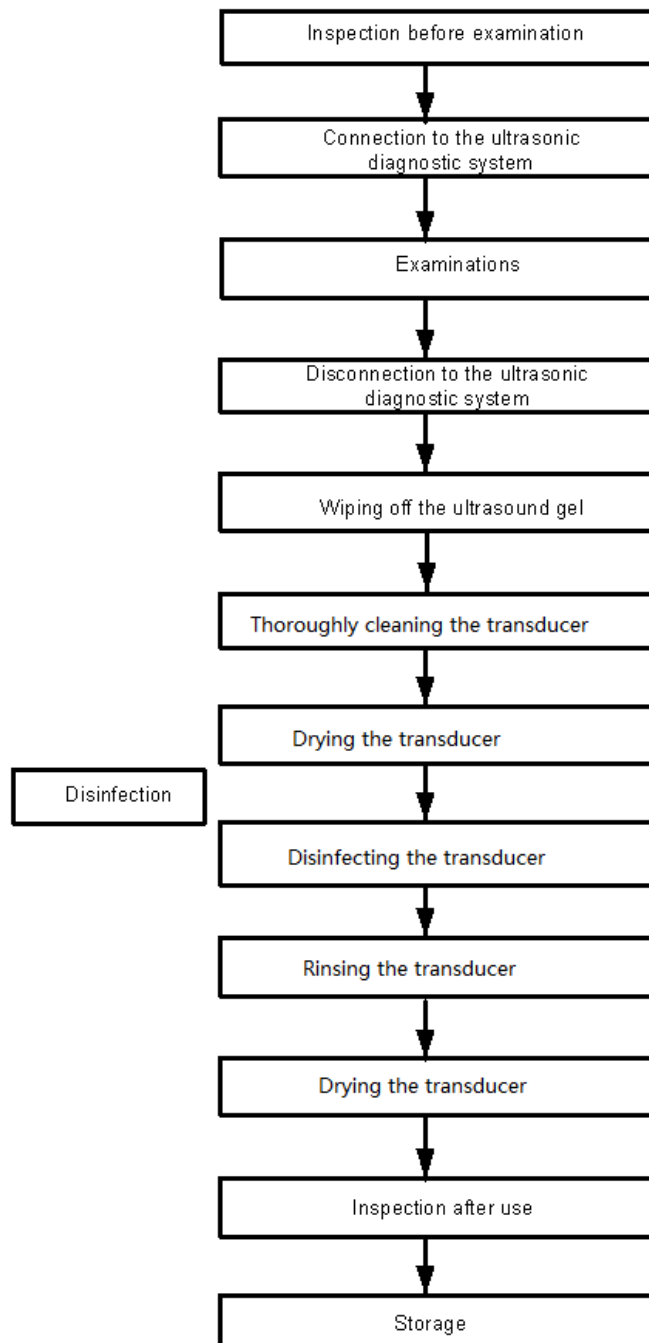 Inspection before examination
Connection to the ultrasonic
diagnostic system
Examinations
Disconnection to the ultrasonic
diagnostic system
Wiping off the ultrasound gel
Thoroughly cleaning the transducer
Drying the transducer
Disinfection
Disinfecting the transducer
Rinsing the transducer
Drying the transducer
Inspection after use
Storage